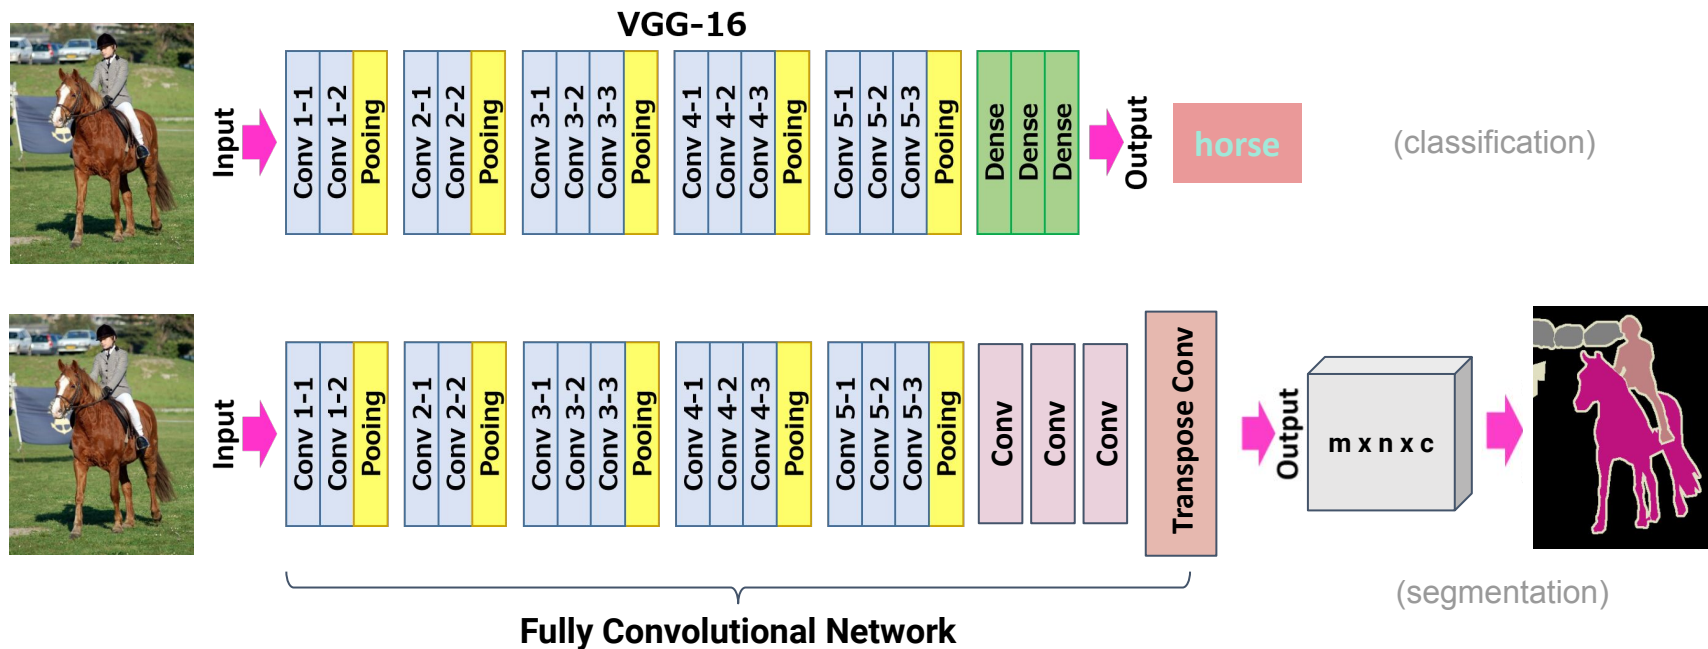 VGG-16
Input
Conv 1-1
Conv 1-2
Pooing
Conv 2-1
Conv 2-2
Pooing
Conv 3-1
Conv 3-2
Conv 3-3
Pooing
Conv 4-1
Conv 4-2
Conv 4-3
Pooing
Conv 5-1
Conv 5-2
Conv 5-3
Pooing
Dense
Dense
Dense
Output
horse
(classification)
Input
Conv 1-1
Conv 1-2
Pooing
Conv 2-1
Conv 2-2
Pooing
Conv 3-1
Conv 3-2
Conv 3-3
Pooing
Conv 4-1
Conv 4-2
Conv 4-3
Pooing
Conv 5-1
Conv 5-2
Conv 5-3
Pooing
Conv
Conv
Conv
Transpose Conv
Output
m x n x c
(segmentation)
Fully Convolutional Network